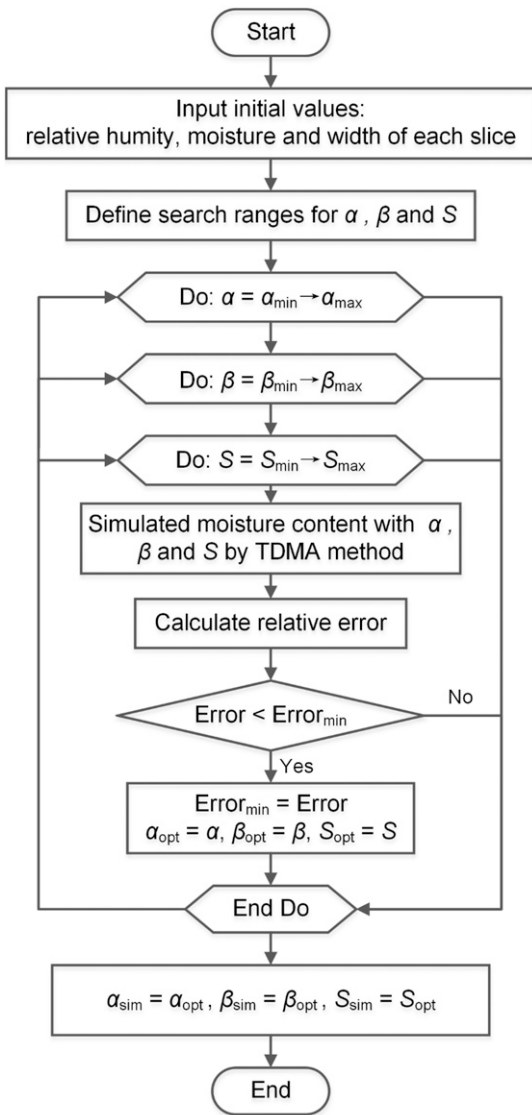 Start
Input initial values:
relative humity, moisture and width of each slice
Define search ranges for α , β and S
Do: α = αmin→αmax
Do: β = βmin→βmax
Do: S = Smin→Smax
Simulated moisture content with α ,
β and S by TDMA method
Calculate relative error
Error < Errormin
No
Yes
Errormin = Error
αopt = α, βopt = β, Sopt = S
End Do
αsim = αopt , βsim = βopt , Ssim = Sopt
End